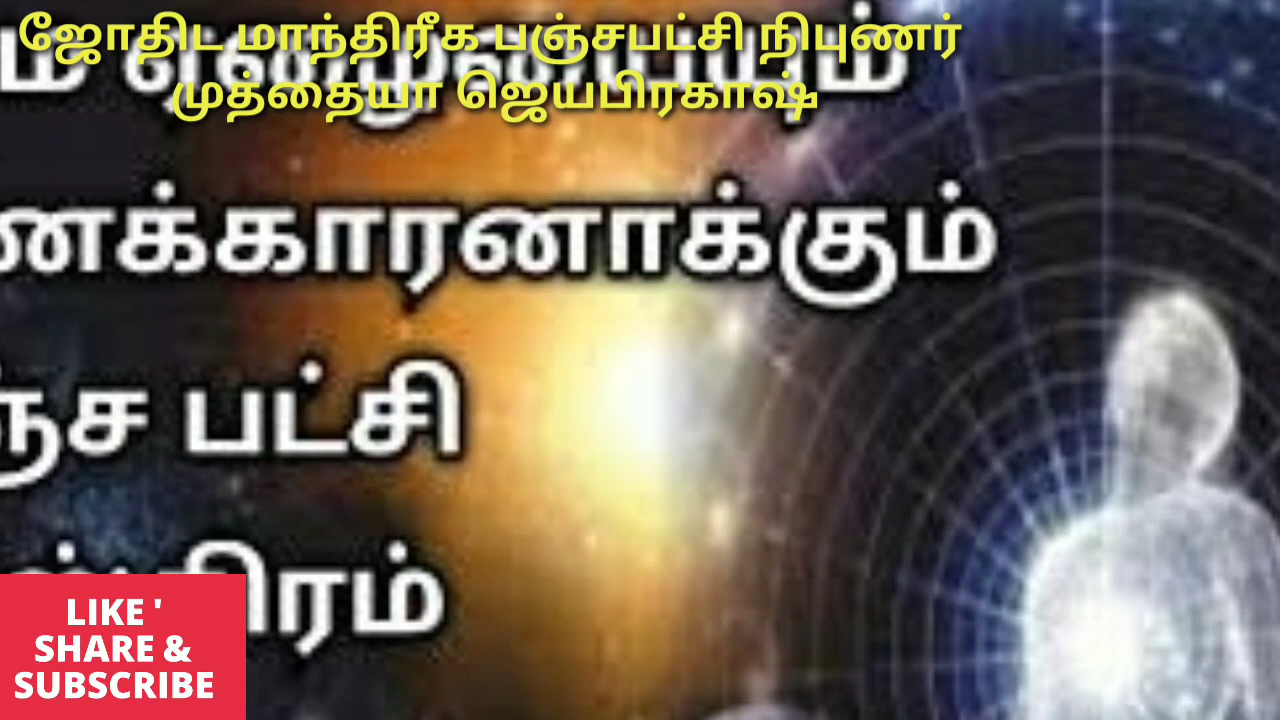 ஜோதிட மாந்திரீக பஞ்சபட்சி நிபுணர்
முத்தையா ஜெயபிரகாஷ்
ணக்காரனாக்கும்
ஞ்ச பட்சி
LIKE '
SHARE &
SUBSCRIBE